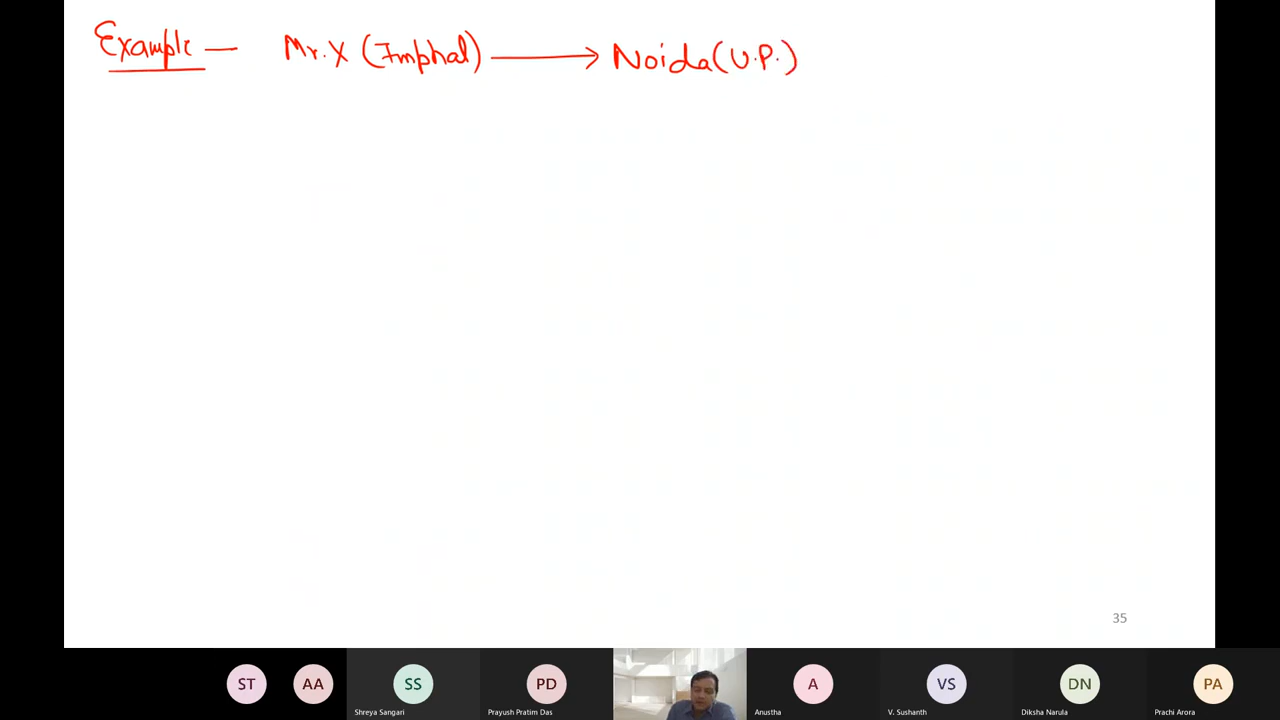 Example — Mr. X (Imphal) ⟶ Noida (U.P.)
35
ST AA SS PD A VS DN PA
Shreya Sangari Prayush Pratim Das Anustha V. Sushanth Diksha Narula Prachi Arora